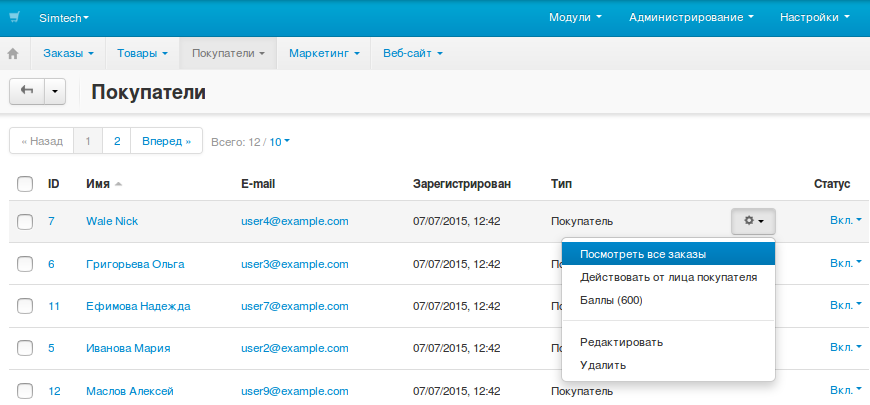 Simtech Модули Администрирование Настройки
Заказы Товары Покупатели Маркетинг Веб-сайт
Покупатели
« Назад 1 2 Вперед » Всего: 12 / 10
ID Имя E-mail Зарегистрирован Тип Статус
7 Wale Nick user4@example.com 07/07/2015, 12:42 Покупатель Вкл.
Посмотреть все заказы
6 Григорьева Ольга user3@example.com 07/07/2015, 12:42 По Вкл.
Действовать от лица покупателя
Баллы (600)
11 Ефимова Надежда user7@example.com 07/07/2015, 12:42 По Вкл.
Редактировать
5 Иванова Мария user2@example.com 07/07/2015, 12:42 По Вкл.
Удалить
12 Маслов Алексей user9@example.com 07/07/2015, 12:42 Покупатель Вкл.